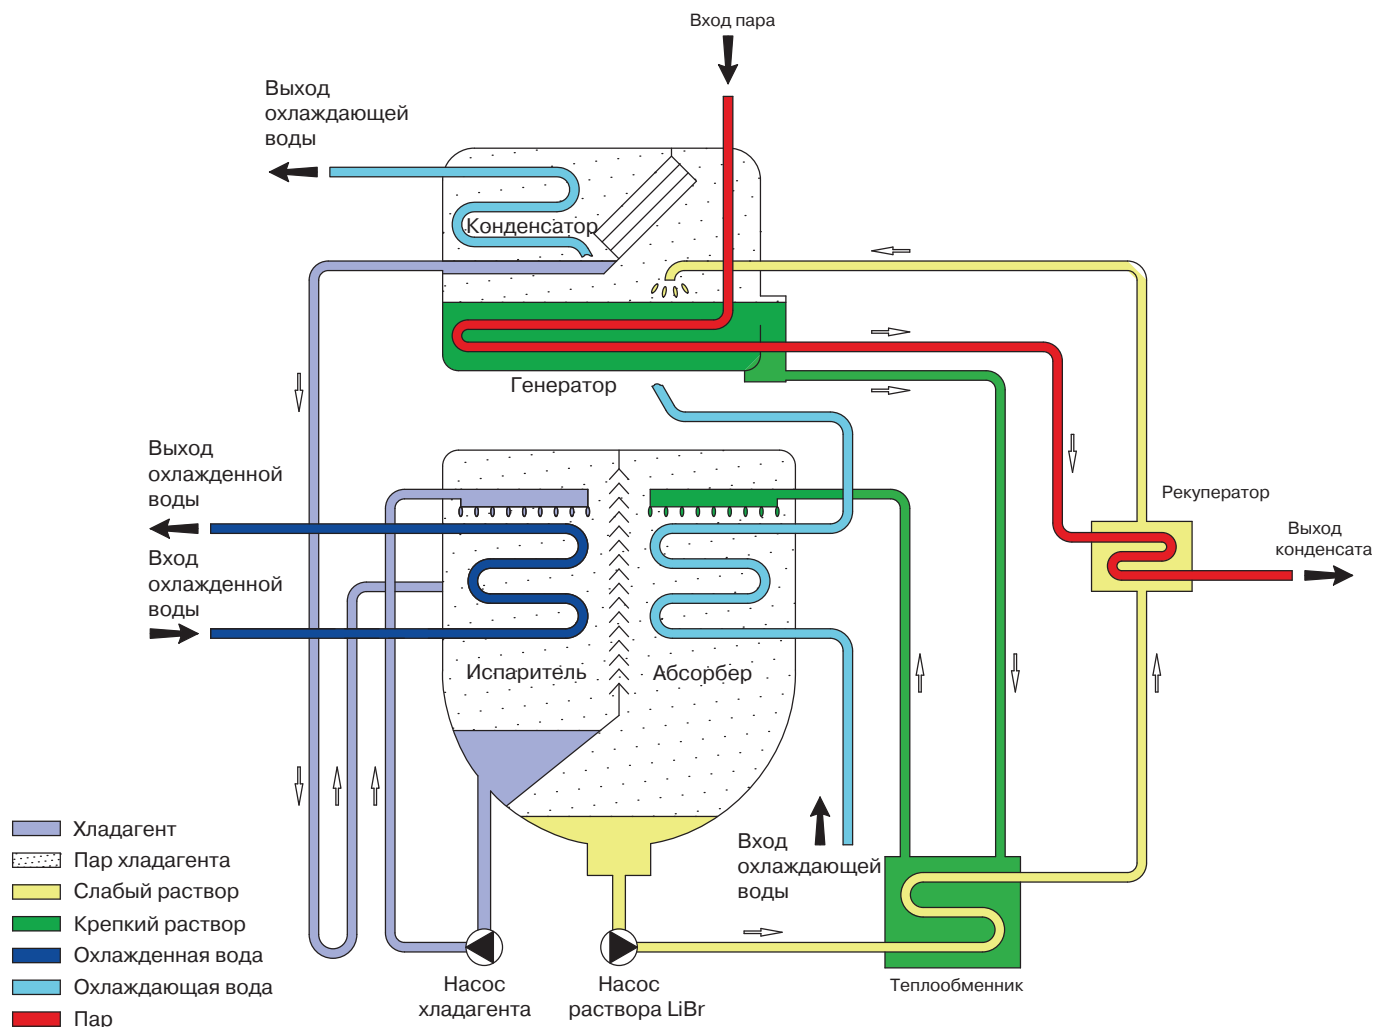 Вход пара
Выход
охлаждающей
воды
Конденсатор
Генератор
Выход
охлажденной
воды
Вход
охлажденной
воды
Рекуператор
Выход
конденсата
Испаритель
Абсорбер
Вход
охлаждающей
воды
Хладагент
Пар хладагента
Слабый раствор
Крепкий раствор
Охлажденная вода
Охлаждающая вода
Пар
Насос
хладагента
Насос
раствора LiBr
Теплообменник